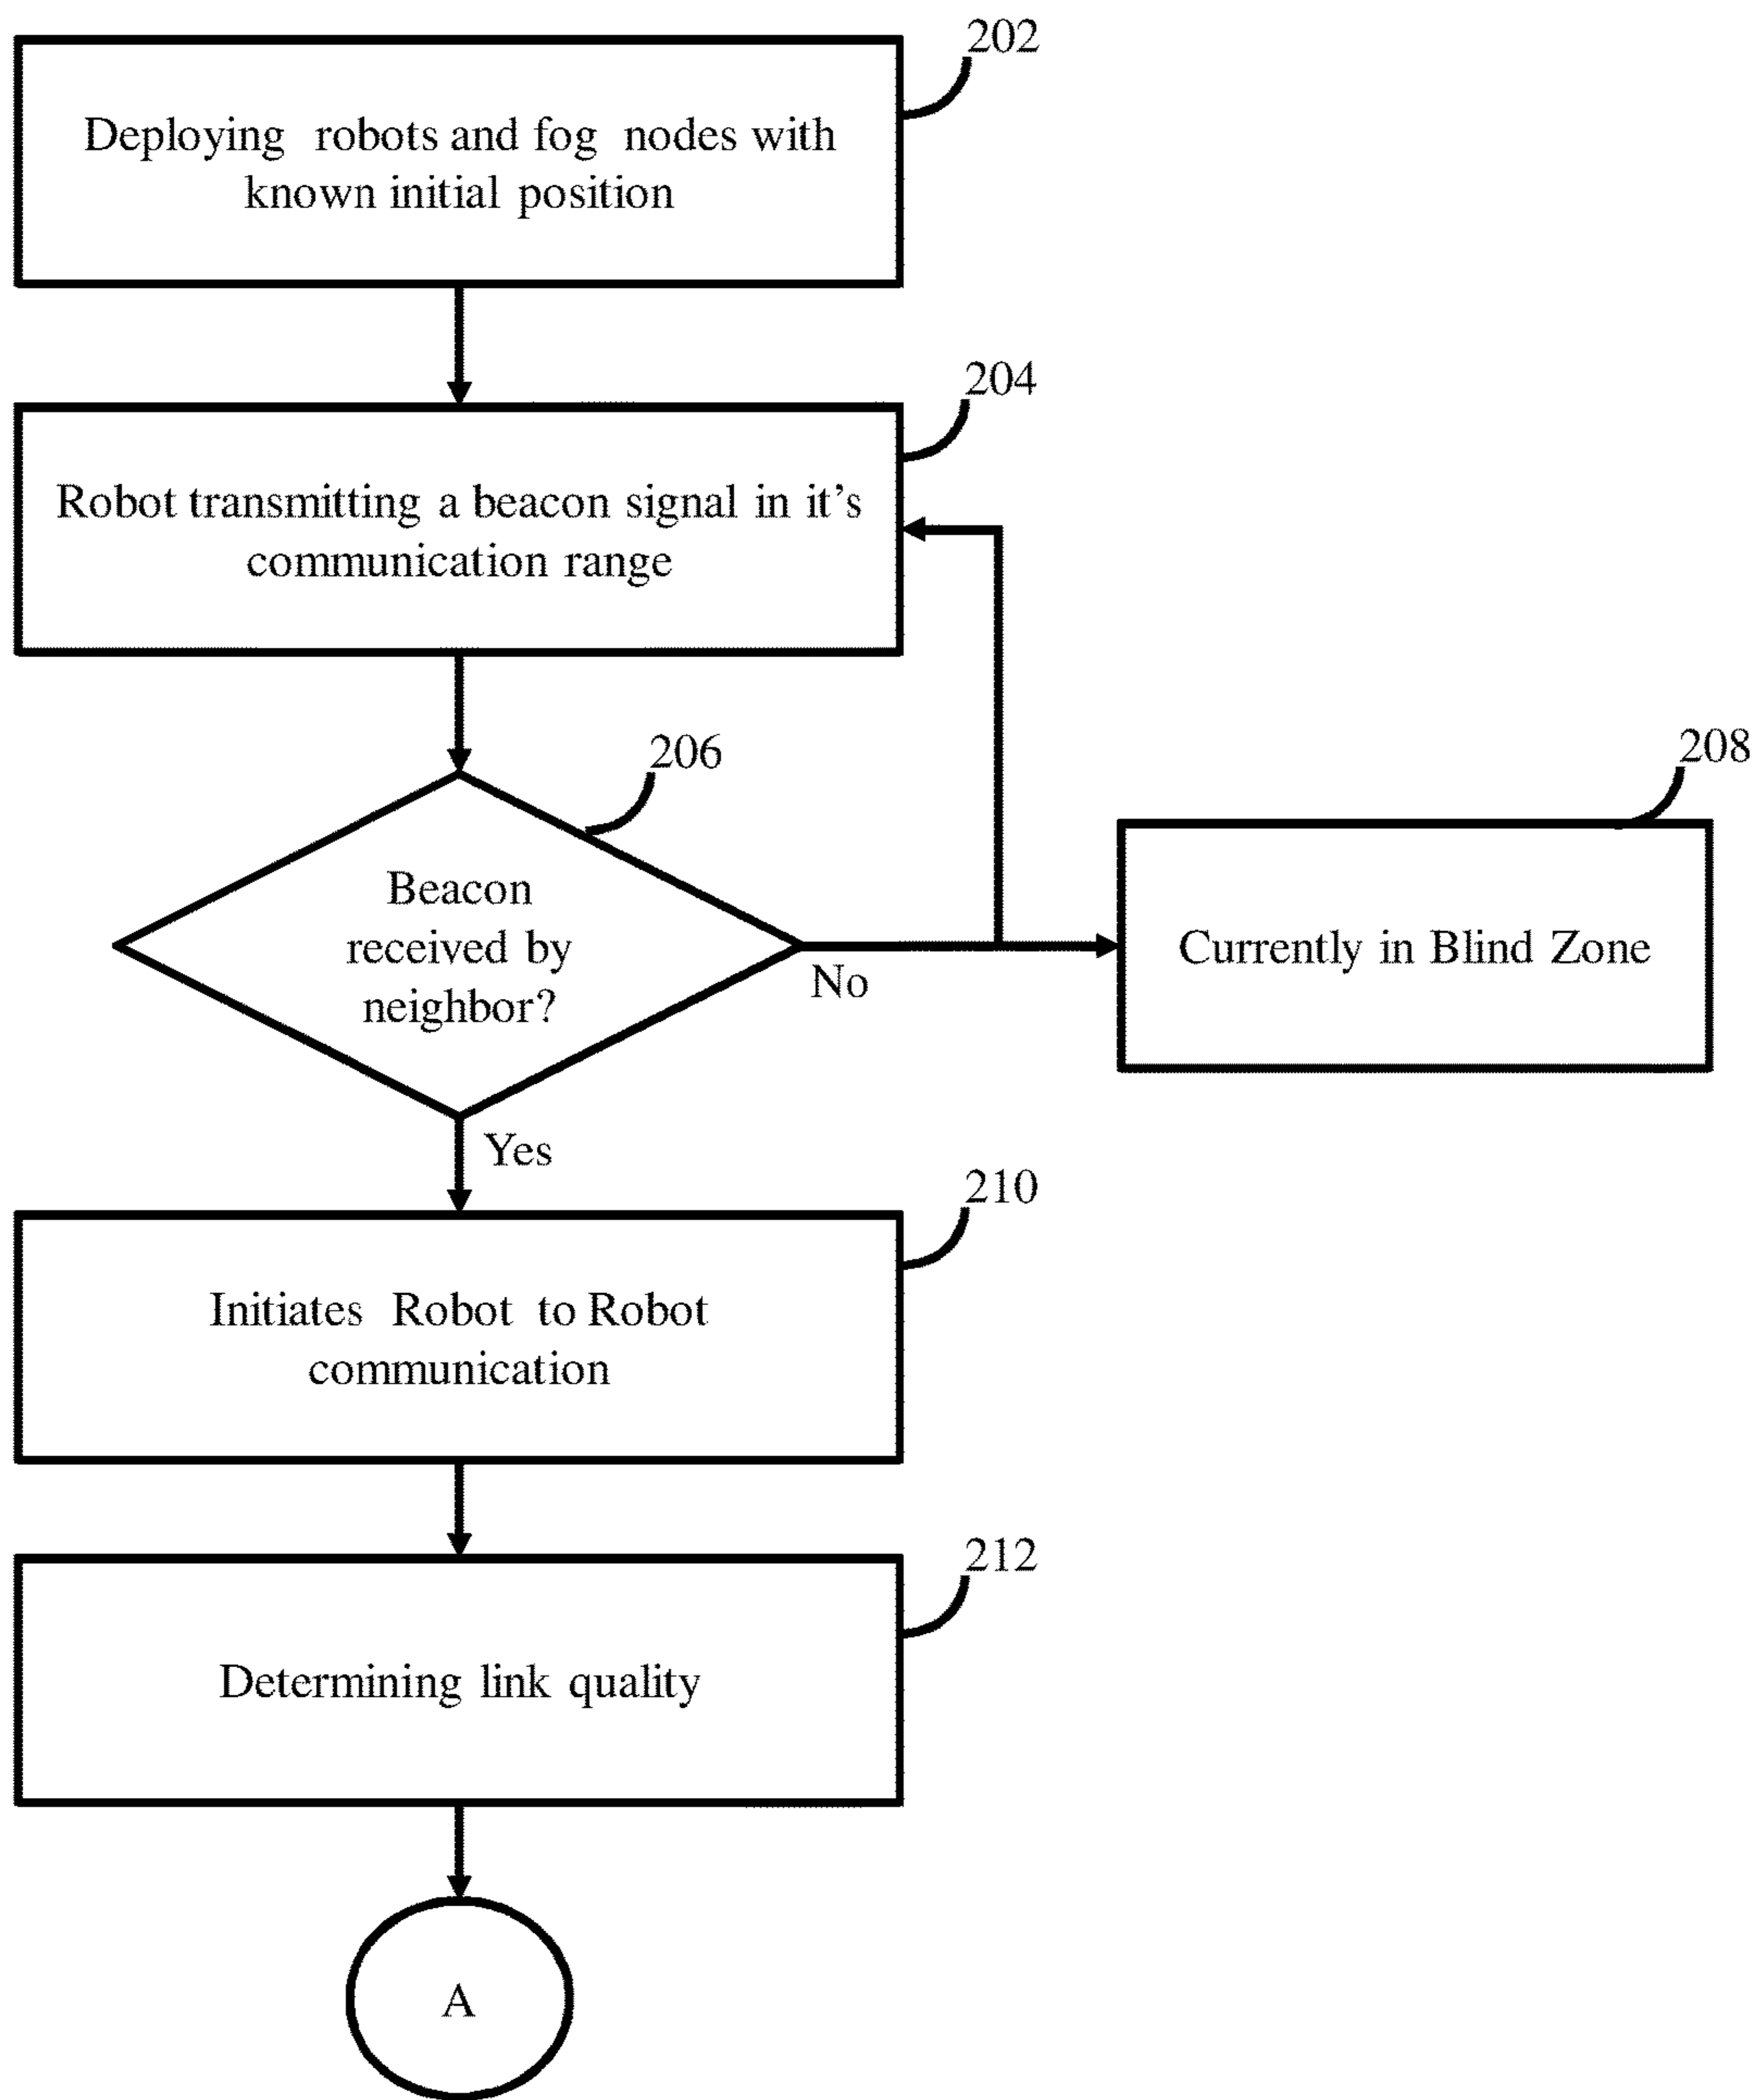 202
Deploying robots and fog nodes with
known initial position
204
Robot transmitting a beacon signal in it's
communication range
206
Beacon
received by
neighbor?
No
208
Currently in Blind Zone
Yes
210
Initiates Robot to Robot
communication
212
Determining link quality
A